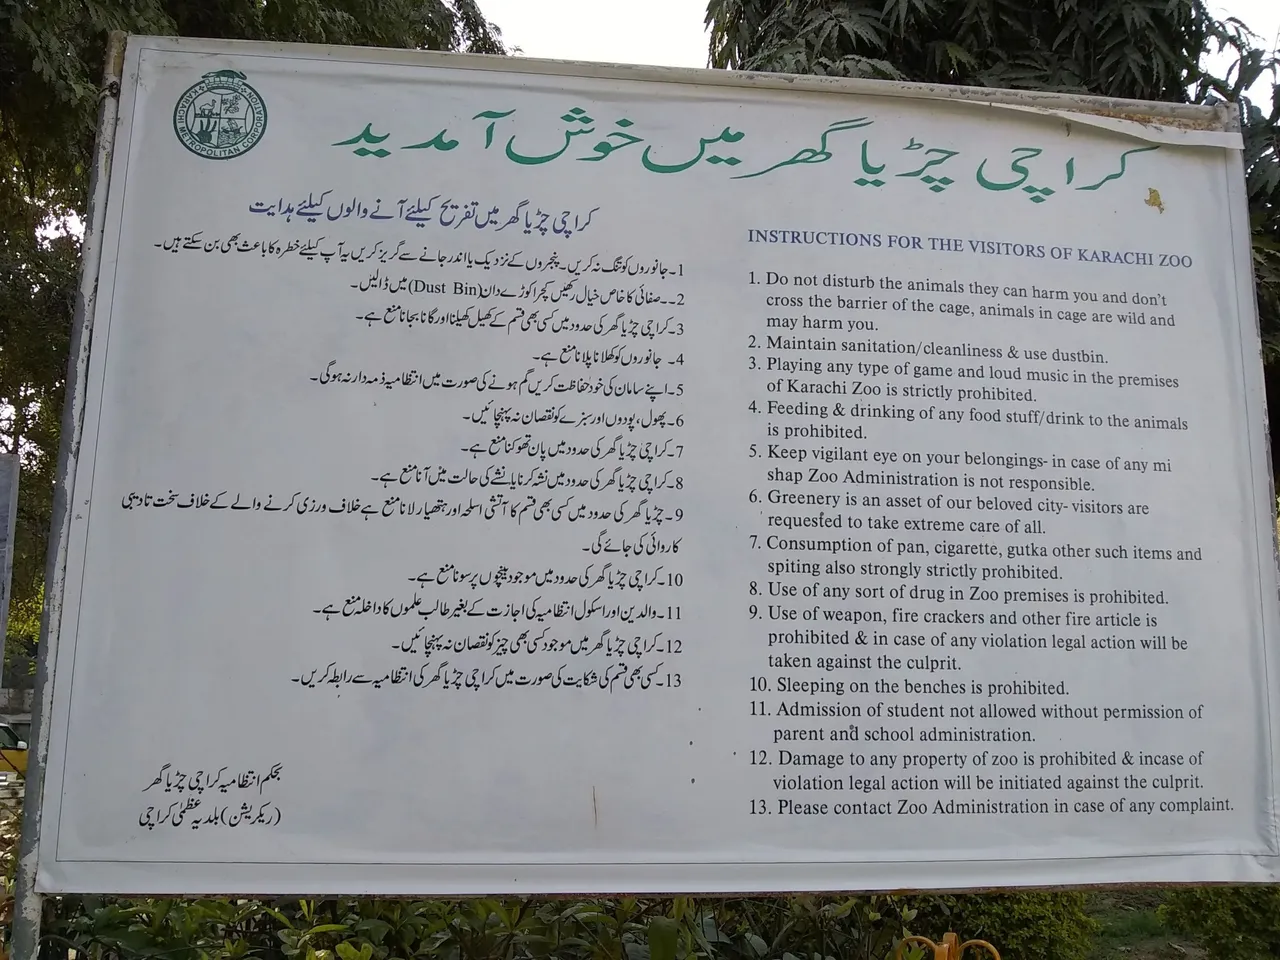 کراچی چڑیا گھر میں خوش آمدید
KARACHI METROPOLITAN CORPORATION
کراچی چڑیا گھر میں تفریح کیلئے آنے والوں کیلئے ہدایت
1۔جانوروں کو تنگ نہ کریں۔پنجروں کے نزدیک یا اندر جانے سے گریز کریں یہ آپ کیلئے خطرہ کا باعث بھی بن سکتے ہیں۔
2۔۔صفائی کا خاص خیال رکھیں کچرا کوڑے دان(Dust Bin)میں ڈالیں۔
3۔کراچی چڑیا گھر کی حدود میں کسی بھی قسم کے کھیل کھیلنا اور گانا بجانا منع ہے۔
4۔ جانوروں کو کھلانا پلانا منع ہے۔
5۔اپنے سامان کی خود حفاظت کریں گم ہونے کی صورت میں انتظامیہ ذمہ دار نہ ہوگی۔
6۔پھول،پودوں اور سبزے کو نقصان نہ پہنچائیں۔
7۔کراچی چڑیا گھر کی حدود میں پان تھوکنا منع ہے۔
8۔کراچی چڑیا گھر کی حدود میں نشہ کرنا یا نشے کی حالت میں آنا منع ہے۔
9۔چڑیا گھر کی حدود میں کسی بھی قسم کا آتشی اسلحہ اور ہتھیار لانا منع ہے خلاف ورزی کرنے والے کے خلاف سخت تادیبی
کاروائی کی جائے گی۔
10۔کراچی چڑیا گھر کی حدود میں موجود بینچوں پر سونا منع ہے۔
11۔والدین اور اسکول انتظامیہ کی اجازت کے بغیر طالب علموں کا داخلہ منع ہے۔
12۔کراچی چڑیا گھر میں موجود کسی بھی چیز کو نقصان نہ پہنچائیں۔
13۔کسی بھی قسم کی شکایت کی صورت میں کراچی چڑیا گھر کی انتظامیہ سے رابطہ کریں۔
بحکم انتظامیہ کراچی چڑیا گھر
(ریکریشن) بلدیہ عظمٰی کراچی
INSTRUCTIONS FOR THE VISITORS OF KARACHI ZOO
1. Do not disturb the animals they can harm you and don't
cross the barrier of the cage, animals in cage are wild and
may harm you.
2. Maintain sanitation/cleanliness & use dustbin.
3. Playing any type of game and loud music in the premises
of Karachi Zoo is strictly prohibited.
4. Feeding & drinking of any food stuff/drink to the animals
is prohibited.
5. Keep vigilant eye on your belongings- in case of any mi
shap Zoo Administration is not responsible.
6. Greenery is an asset of our beloved city- visitors are
requested to take extreme care of all.
7. Consumption of pan, cigarette, gutka other such items and
spiting also strongly strictly prohibited.
8. Use of any sort of drug in Zoo premises is prohibited.
9. Use of weapon, fire crackers and other fire article is
prohibited & in case of any violation legal action will be
taken against the culprit.
10. Sleeping on the benches is prohibited.
11. Admission of student not allowed without permission of
parent and school administration.
12. Damage to any property of zoo is prohibited & incase of
violation legal action will be initiated against the culprit.
13. Please contact Zoo Administration in case of any complaint.